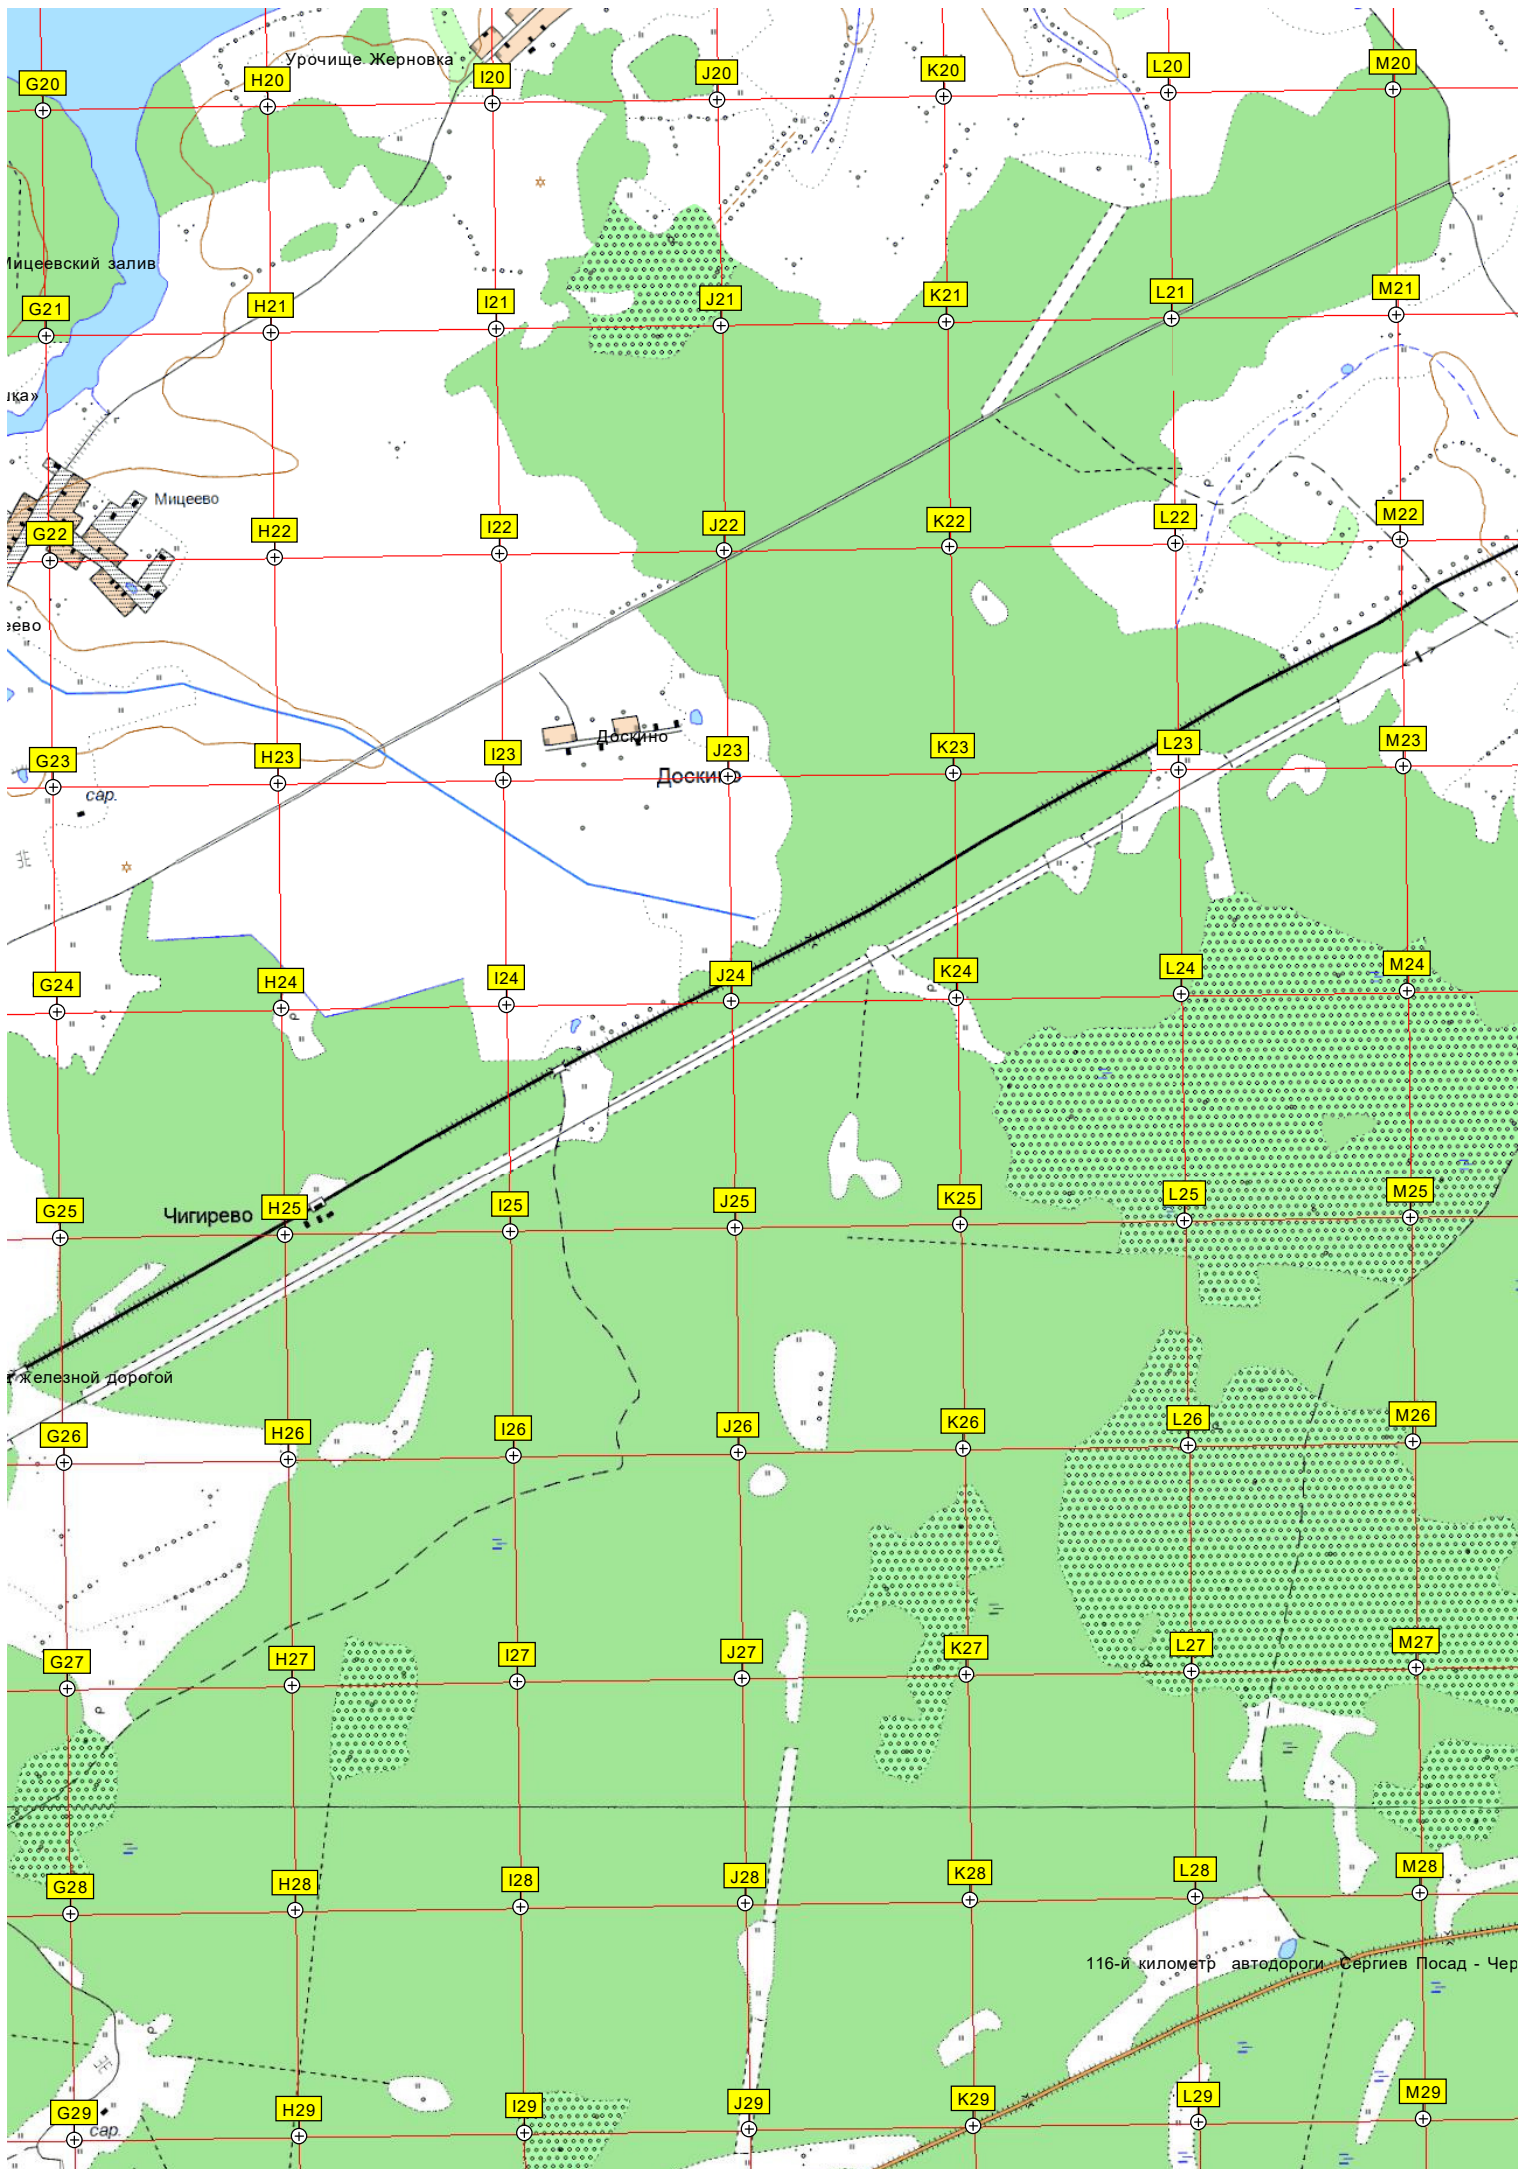 Урочище Жерновка
G20 H20 I20 J20 K20 L20 M20
Мицеевский залив
G21 H21 I21 J21 K21 L21 M21
Мицеево
G22 H22 I22 J22 K22 L22 M22
Доскино
G23 H23 I23 J23 K23 L23 M23
Доскино
сар.
G24 H24 I24 J24 K24 L24 M24
G25 H25 I25 J25 K25 L25 M25
Чигирево
железной дорогой
G26 H26 I26 J26 K26 L26 M26
G27 H27 I27 J27 K27 L27 M27
G28 H28 I28 J28 K28 L28 M28
116-й километр автодороги Сергиев Посад - Чер
G29 H29 I29 J29 K29 L29 M29
сар.